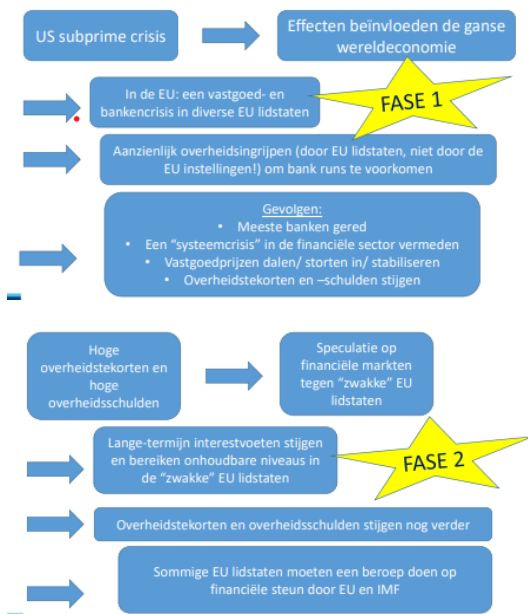 US subprime crisis
Effecten beïnvloeden de ganse
wereldeconomie
In de EU: een vastgoed- en
bankencrisis in diverse EU lidstaten
FASE 1
Aanzienlijk overheidsingrijpen (door EU lidstaten, niet door de
EU instellingen!) om bank runs te voorkomen
Gevolgen:
• Meeste banken gered
• Een “systeemcrisis” in de financiële sector vermeden
• Vastgoedprijzen dalen/ storten in/ stabiliseren
• Overheidstekorten en –schulden stijgen
Hoge
overheidstekorten en
hoge
overheidsschulden
Speculatie op
financiële markten
tegen “zwakke” EU
lidstaten
Lange-termijn interestvoeten stijgen
en bereiken onhoudbare niveaus in
de “zwakke” EU lidstaten
FASE 2
Overheidstekorten en overheidsschulden stijgen nog verder
Sommige EU lidstaten moeten een beroep doen op
financiële steun door EU en IMF